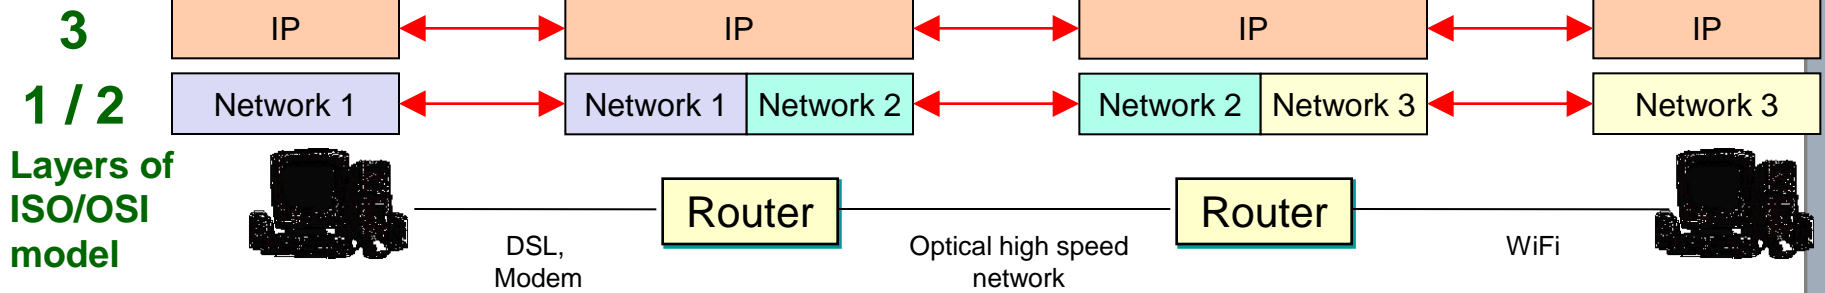 3
IP
IP
IP
IP
1 / 2
Network 1
Network 1
Network 2
Network 2
Network 3
Network 3
Layers of
ISO/OSI
model
Router
Router
DSL,
Modem
Optical high speed
network
WiFi